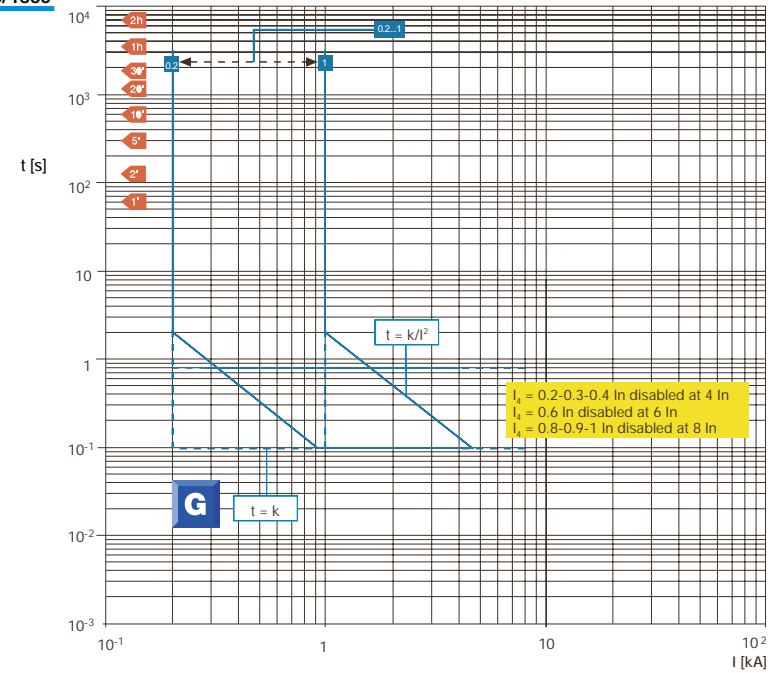 10⁴
2h
0.2...1
1h
0.2
1
30'
20'
10³
10'
5'
t [s]
2'
10²
1'
10
t = k/I²
1
I₄ = 0.2-0.3-0.4 In disabled at 4 In
I₄ = 0.6 In disabled at 6 In
I₄ = 0.8-0.9-1 In disabled at 8 In
10⁻¹
G
t = k
10⁻²
10⁻³
10⁻¹
1
10
10²
I [kA]